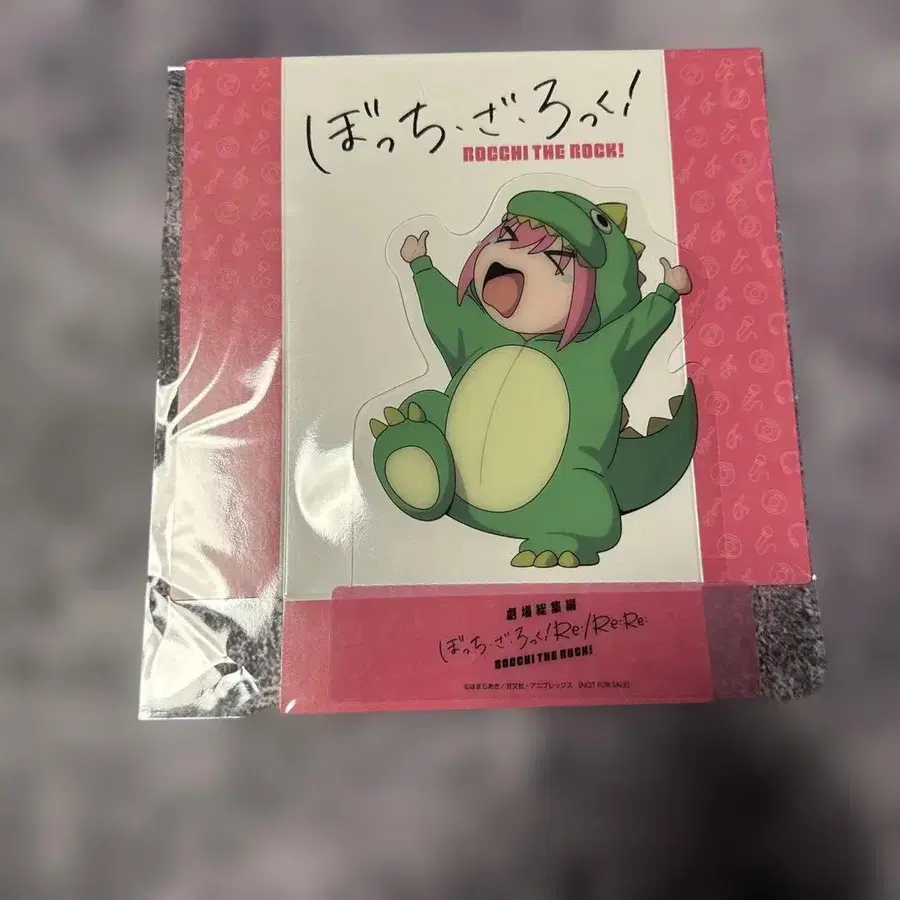 ぼっち・ざ・ろっく!
BOCCHI THE ROCK!
劇場総集編
ぼっち・ざ・ろっく!Re:/Re:Re:
BOCCHI THE ROCK!
©はまじあき/芳文社・アニプレックス [NOT FOR SALE]